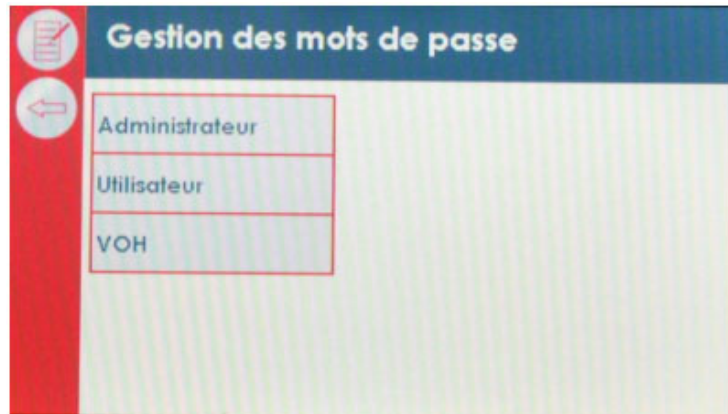 Gestion des mots de passe
Administrateur
Utilisateur
VOH